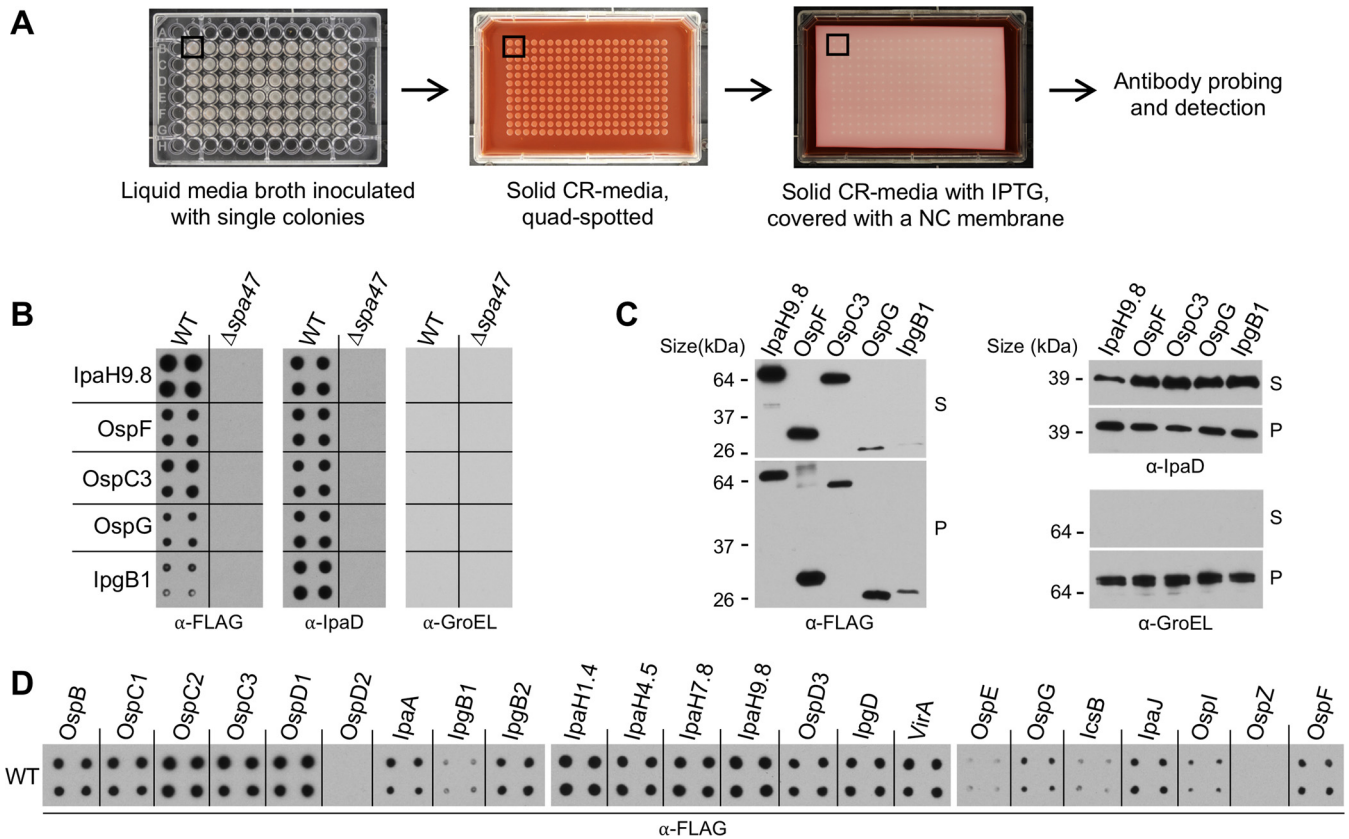 A
Liquid media broth inoculated
with single colonies
Solid CR-media,
quad-spotted
Solid CR-media with IPTG,
covered with a NC membrane
Antibody probing
and detection
B
WT Δspa47 WT Δspa47 WT Δspa47
IpaH9.8
OspF
OspC3
OspG
IpgB1
α-FLAG α-IpaD α-GroEL
C
Size(kDa) IpaH9.8 OspF OspC3 OspG IpgB1
64
37
26
S
64
37
26
P
α-FLAG
Size (kDa) IpaH9.8 OspF OspC3 OspG IpgB1
39 S
39 P
α-IpaD
64 S
64 P
α-GroEL
D
OspB OspC1 OspC2 OspC3 OspD1 OspD2 IpaA IpgB1 IpgB2 IpaH1.4 IpaH4.5 IpaH7.8 IpaH9.8 OspD3 IpgD VirA OspE OspG IcsB IpaJ OspI OspZ OspF
WT
α-FLAG